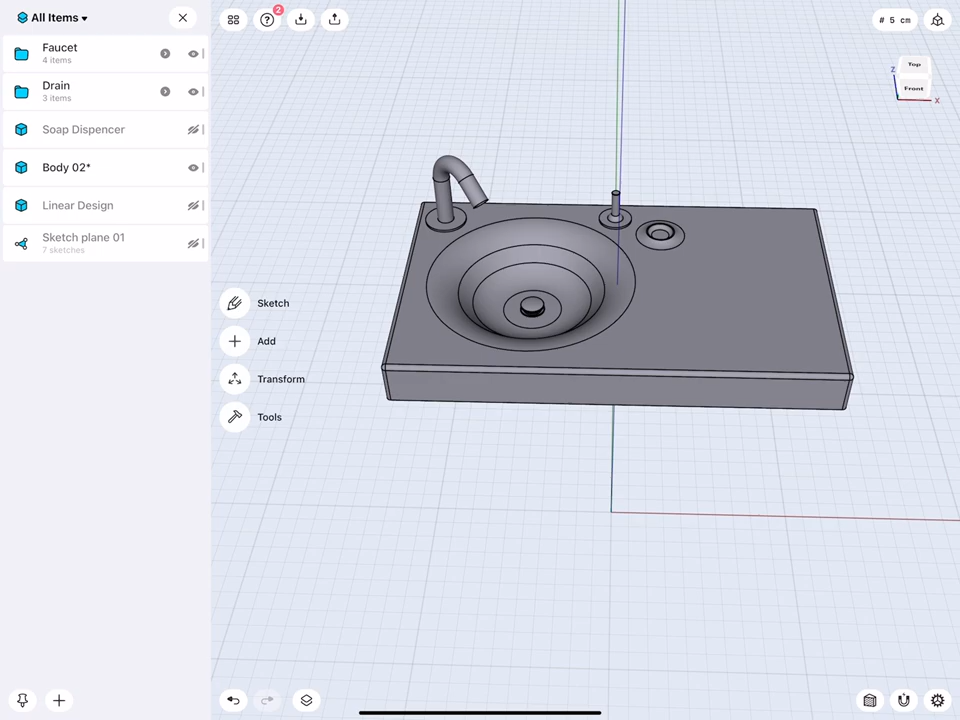 All Items
2
# 5 cm
Faucet
4 items
Drain
3 items
Soap Dispenser
Body 02*
Linear Design
Sketch plane 01
7 sketches
Top
Front
Z
X
Sketch
Add
Transform
Tools